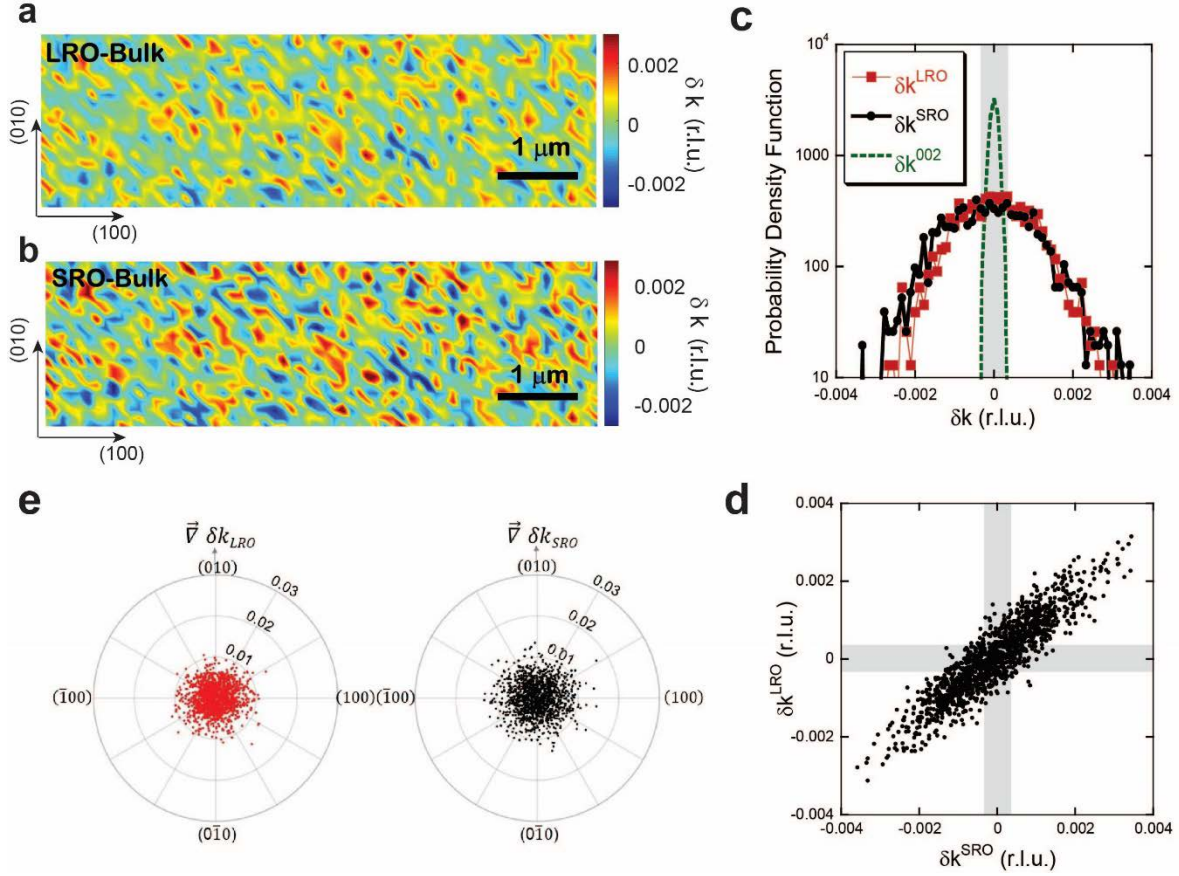 a
LRO-Bulk
(010)
(100)
1 μm
0.002
0
-0.002
δ k (r.l.u.)
b
SRO-Bulk
(010)
(100)
1 μm
0.002
0
-0.002
δ k (r.l.u.)
c
10⁴
1000
100
10
Probability Density Function
δk^LRO
δk^SRO
δk^002
-0.004 -0.002 0 0.002 0.004
δk (r.l.u.)
e
∇⃗ δk_LRO
(010)
0.03
0.02
0.01
(1̄00)
(100)
(01̄0)
∇⃗ δk_SRO
(010)
0.03
0.02
0.01
(1̄00)
(100)
(01̄0)
d
0.004
0.002
0
-0.002
-0.004
δk^LRO (r.l.u.)
-0.004 -0.002 0 0.002 0.004
δk^SRO (r.l.u.)